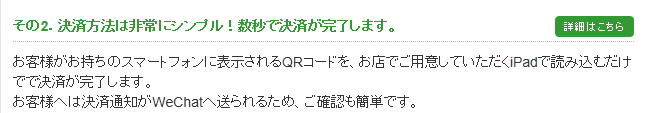 その2. 決済方法は非常にシンプル！数秒で決済が完了します。 詳細はこちら
お客様がお持ちのスマートフォンに表示されるQRコードを、お店でご用意していただくiPadで読み込むだけ
でで決済が完了します。
お客様へは決済通知がWeChatへ送られるため、ご確認も簡単です。